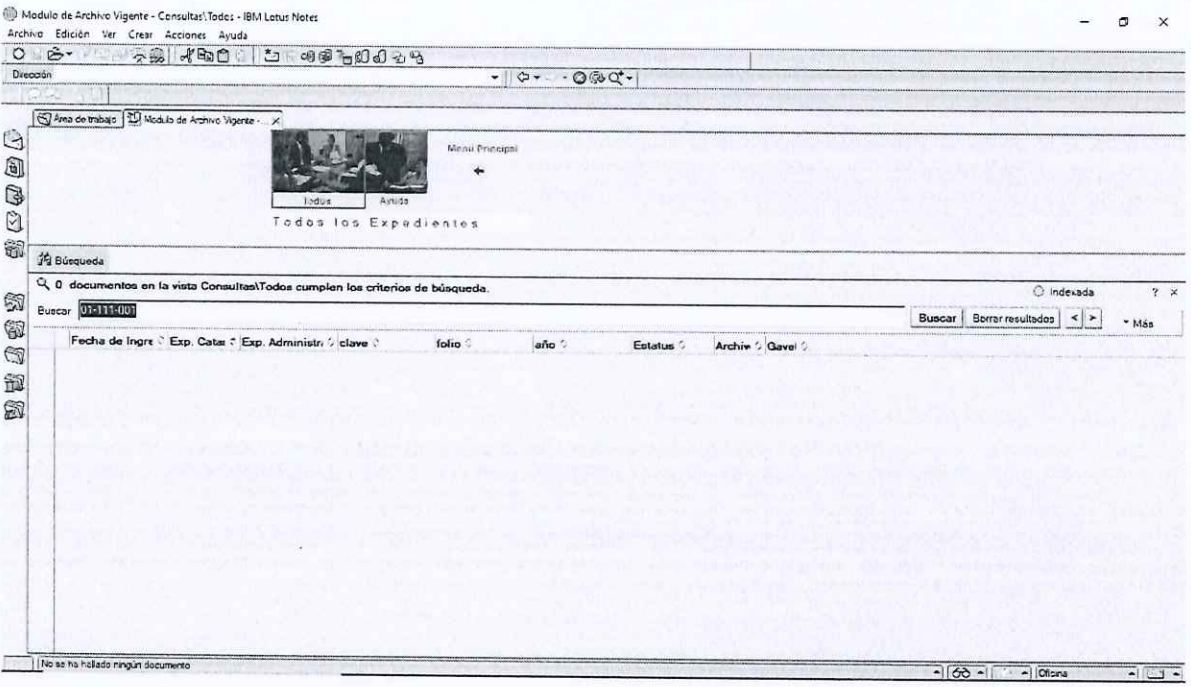 Modulo de Archivo Vigente - Consultas\Todos - IBM Lotus Notes
Archivo Edición Ver Crear Acciones Ayuda
Dirección
Área de trabajo Modulo de Archivo Vigente -...
Menu Principal
Todos Ayuda
Todos los Expedientes
Búsqueda
0 documentos en la vista Consultas\Todos cumplen los criterios de búsqueda.
Indexada ? ×
Buscar 01-111-001 Buscar Borrar resultados < > Más
Fecha de Ingre Exp. Catas Exp. Administr clave folio año Estatus Archiv Gavet
No se ha hallado ningún documento
Oficina